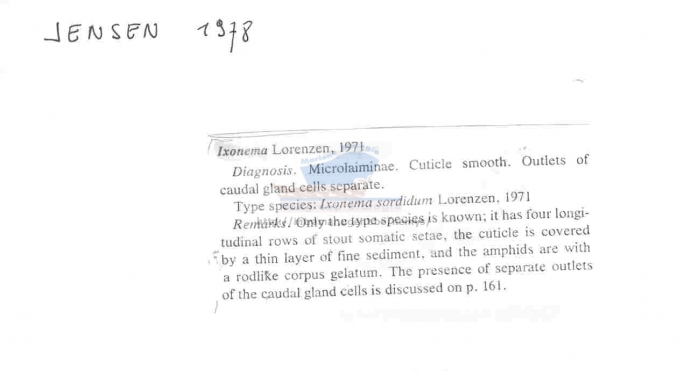 JENSEN 1978
Ixonema Lorenzen, 1971
Diagnosis. Microlaiminae. Cuticle smooth. Outlets of
caudal gland cells separate.
Type species: Ixonema sordidum Lorenzen, 1971
Remarks. Only the type species is known; it has four longi-
tudinal rows of stout somatic setae, the cuticle is covered
by a thin layer of fine sediment, and the amphids are with
a rodlike corpus gelatum. The presence of separate outlets
of the caudal gland cells is discussed on p. 161.